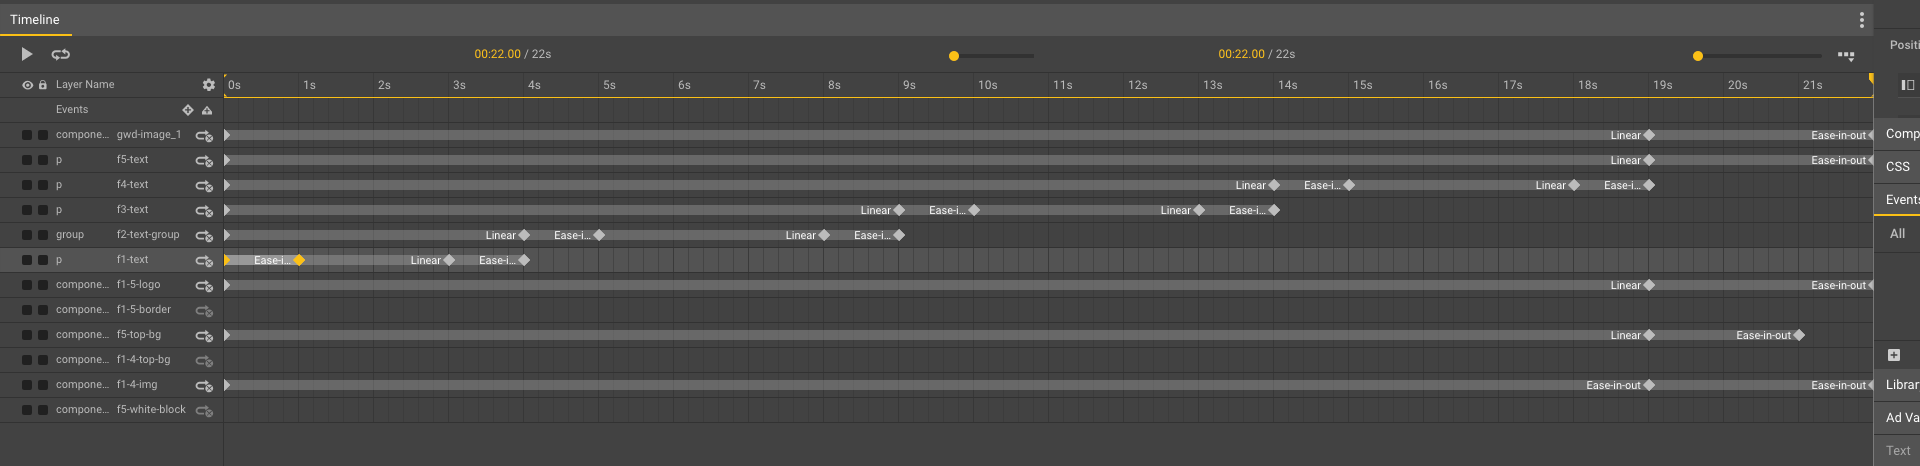 Timeline
Positi
00:22.00 / 22s 00:22.00 / 22s
Layer Name 0s 1s 2s 3s 4s 5s 6s 7s 8s 9s 10s 11s 12s 13s 14s 15s 16s 17s 18s 19s 20s 21s
Events
compone... gwd-image_1 Linear Ease-in-out
Comp
p f5-text Linear Ease-in-out
CSS
p f4-text Linear Ease-i... Linear Ease-i...
Events
p f3-text Linear Ease-i... Linear Ease-i...
group f2-text-group Linear Ease-i... Linear Ease-i...
All
p f1-text Ease-i... Linear Ease-i...
compone... f1-5-logo Linear Ease-in-out
compone... f1-5-border
compone... f5-top-bg Linear Ease-in-out
compone... f1-4-top-bg
compone... f1-4-img Ease-in-out Ease-in-out
Librar
compone... f5-white-block
Ad Va
Text